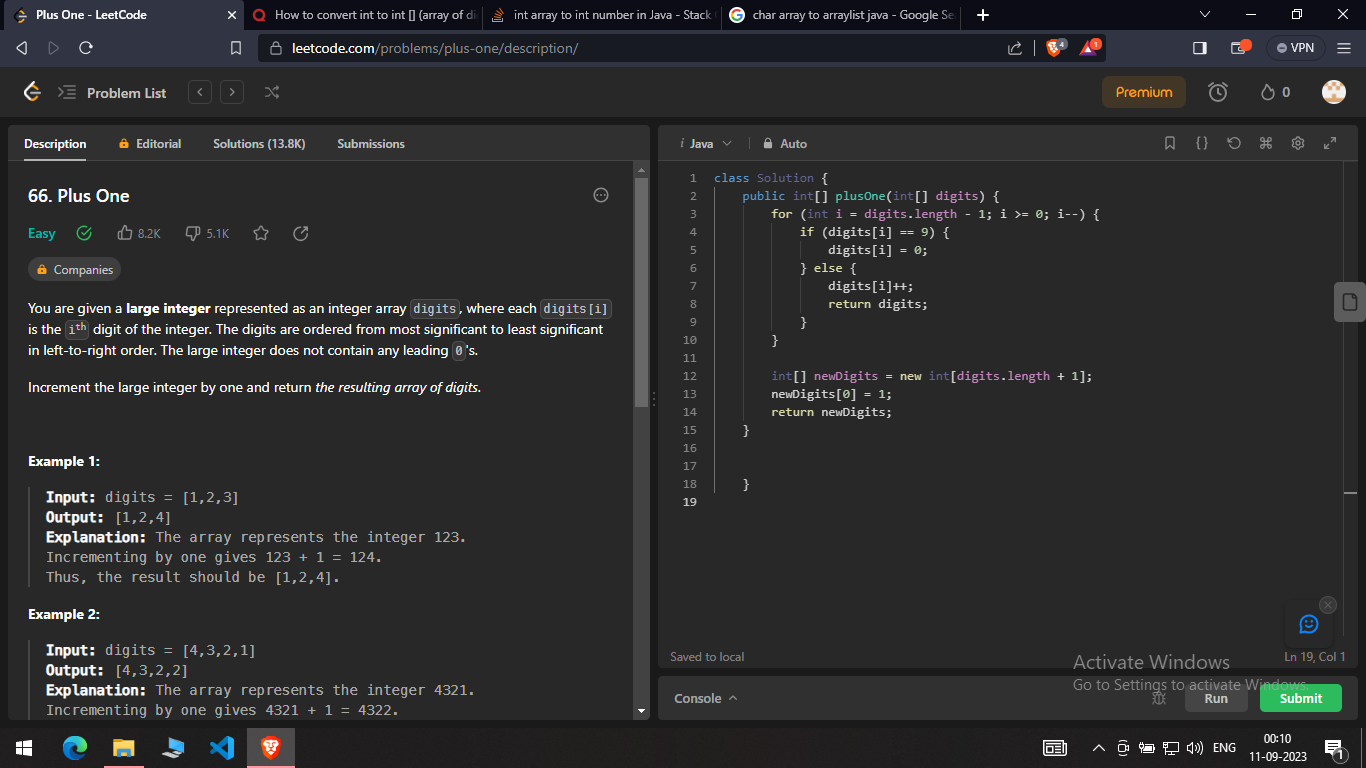 Plus One - LeetCode
How to convert int to int [] (array of di
int array to int number in Java - Stack
char array to arraylist java - Google Se
leetcode.com/problems/plus-one/description/
4
1
VPN
Problem List
Premium
0
Description
Editorial
Solutions (13.8K)
Submissions
66. Plus One
Easy
8.2K
5.1K
Companies
You are given a large integer represented as an integer array digits, where each digits[i]
is the ith digit of the integer. The digits are ordered from most significant to least significant
in left-to-right order. The large integer does not contain any leading 0's.
Increment the large integer by one and return the resulting array of digits.
Example 1:
Input: digits = [1,2,3]
Output: [1,2,4]
Explanation: The array represents the integer 123.
Incrementing by one gives 123 + 1 = 124.
Thus, the result should be [1,2,4].
Example 2:
Input: digits = [4,3,2,1]
Output: [4,3,2,2]
Explanation: The array represents the integer 4321.
Incrementing by one gives 4321 + 1 = 4322.
i Java
Auto
1 class Solution {
2 public int[] plusOne(int[] digits) {
3 for (int i = digits.length - 1; i >= 0; i--) {
4 if (digits[i] == 9) {
5 digits[i] = 0;
6 } else {
7 digits[i]++;
8 return digits;
9 }
10 }
11
12 int[] newDigits = new int[digits.length + 1];
13 newDigits[0] = 1;
14 return newDigits;
15 }
16
17
18 }
19
Saved to local
Ln 19, Col 1
Activate Windows
Go to Settings to activate Windows.
Console
Run
Submit
ENG
00:10
11-09-2023
1